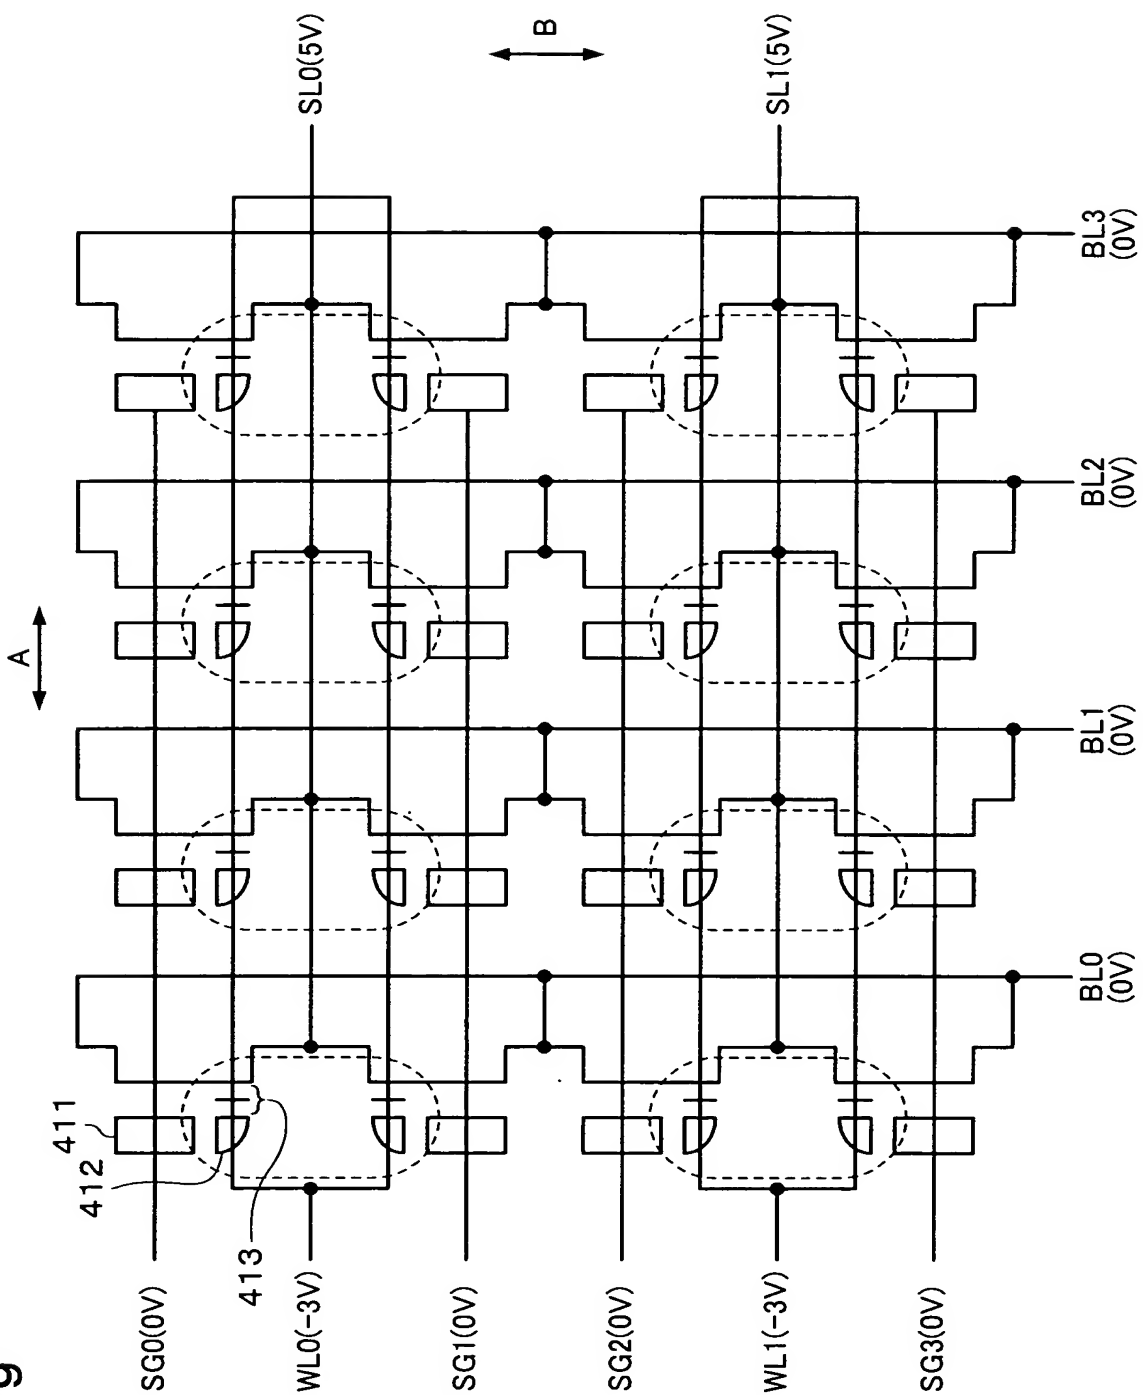 A
B
SL0(5V)
SL1(5V)
BL3
(0V)
BL2
(0V)
BL1
(0V)
BL0
(0V)
411
412
413
SG0(0V)
WL0(-3V)
SG1(0V)
SG2(0V)
WL1(-3V)
SG3(0V)